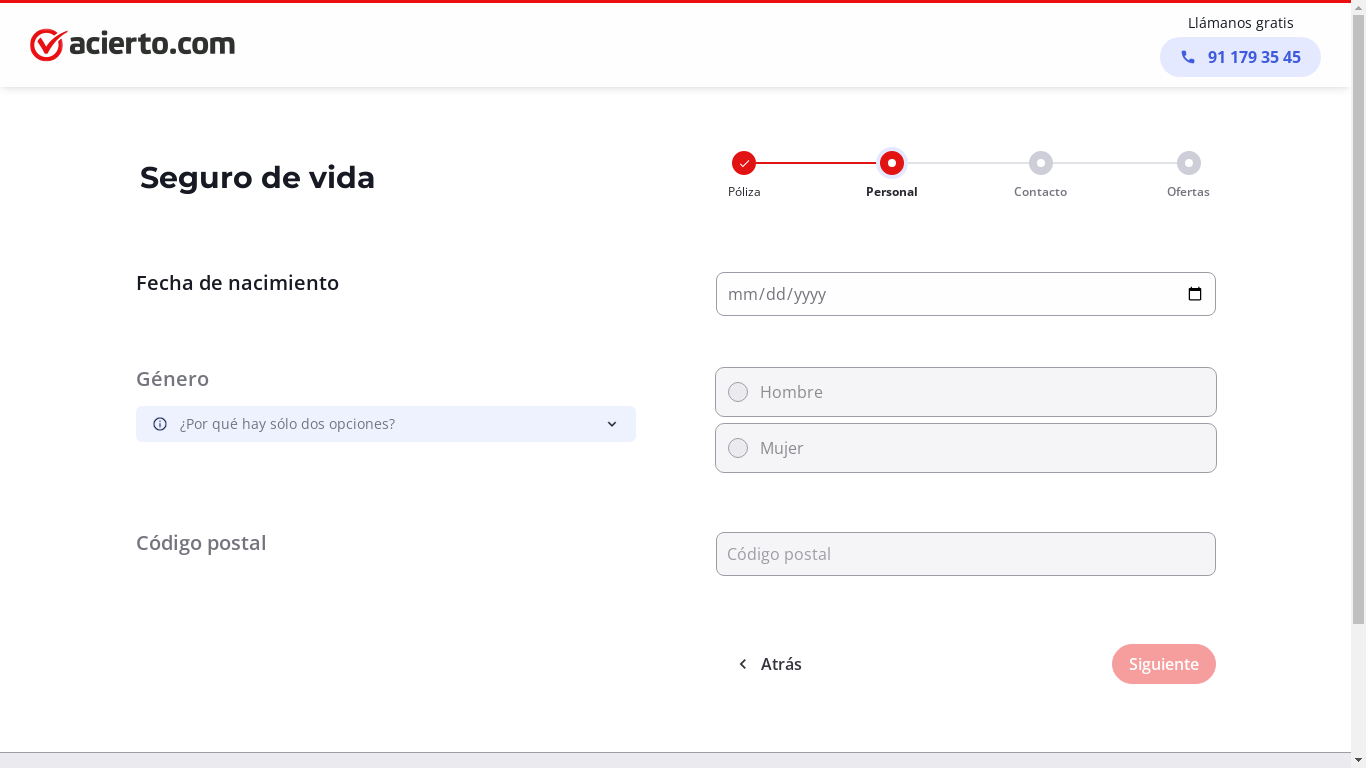 acierto.com
Llámanos gratis
91 179 35 45
Seguro de vida
Póliza
Personal
Contacto
Ofertas
Fecha de nacimiento
mm/dd/yyyy
Género
¿Por qué hay sólo dos opciones?
Hombre
Mujer
Código postal
Código postal
Atrás
Siguiente